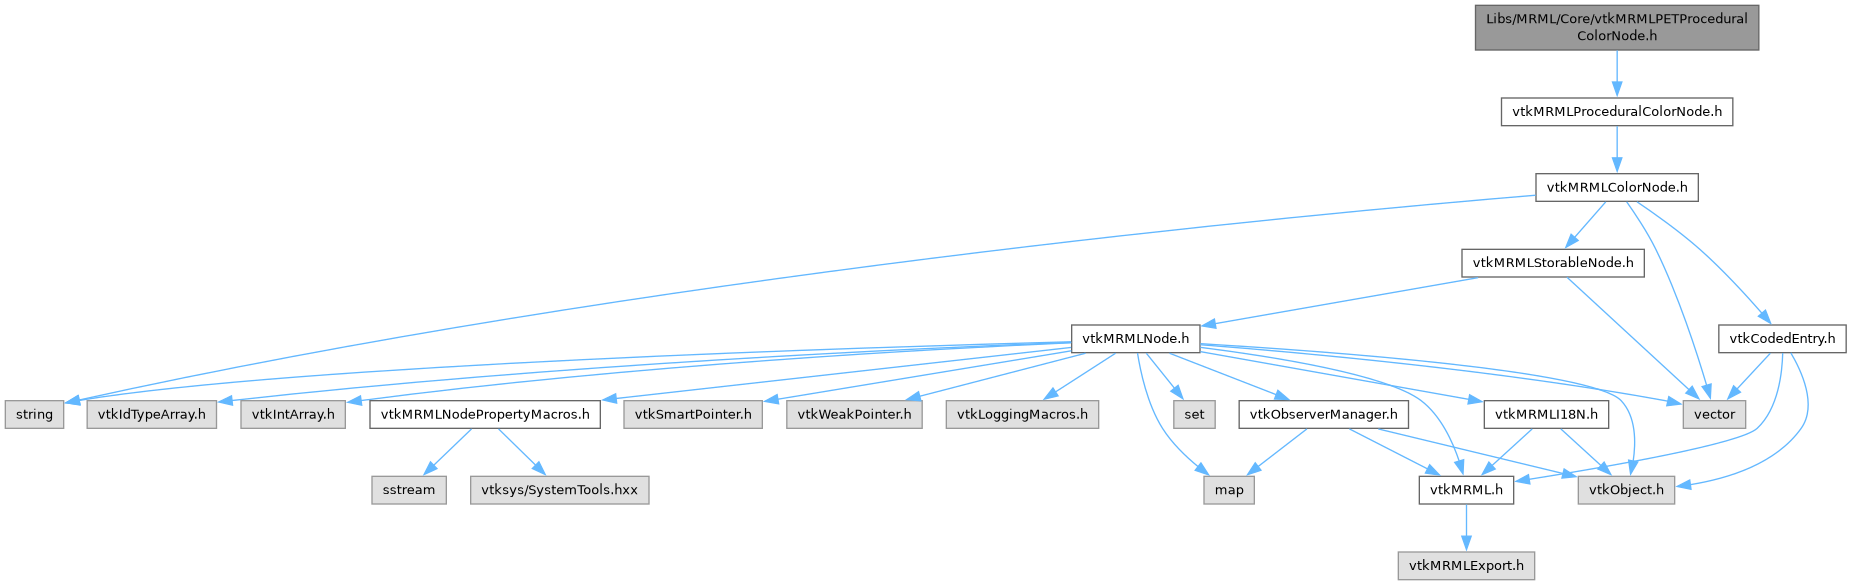 Libs/MRML/Core/vtkMRMLPETProcedural
ColorNode.h
vtkMRMLProceduralColorNode.h
vtkMRMLColorNode.h
vtkMRMLStorableNode.h
vtkMRMLNode.h
vtkCodedEntry.h
string
vtkIdTypeArray.h
vtkIntArray.h
vtkMRMLNodePropertyMacros.h
vtkSmartPointer.h
vtkWeakPointer.h
vtkLoggingMacros.h
set
vtkObserverManager.h
vtkMRMLI18N.h
vector
sstream
vtksys/SystemTools.hxx
map
vtkMRML.h
vtkObject.h
vtkMRMLExport.h